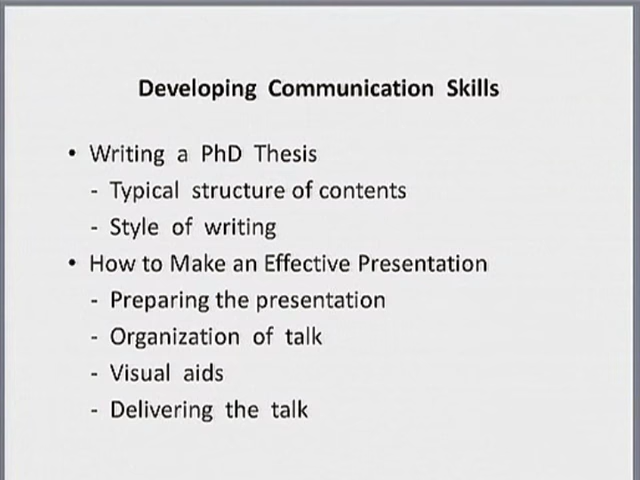 Developing Communication Skills
• Writing a PhD Thesis
- Typical structure of contents
- Style of writing
• How to Make an Effective Presentation
- Preparing the presentation
- Organization of talk
- Visual aids
- Delivering the talk